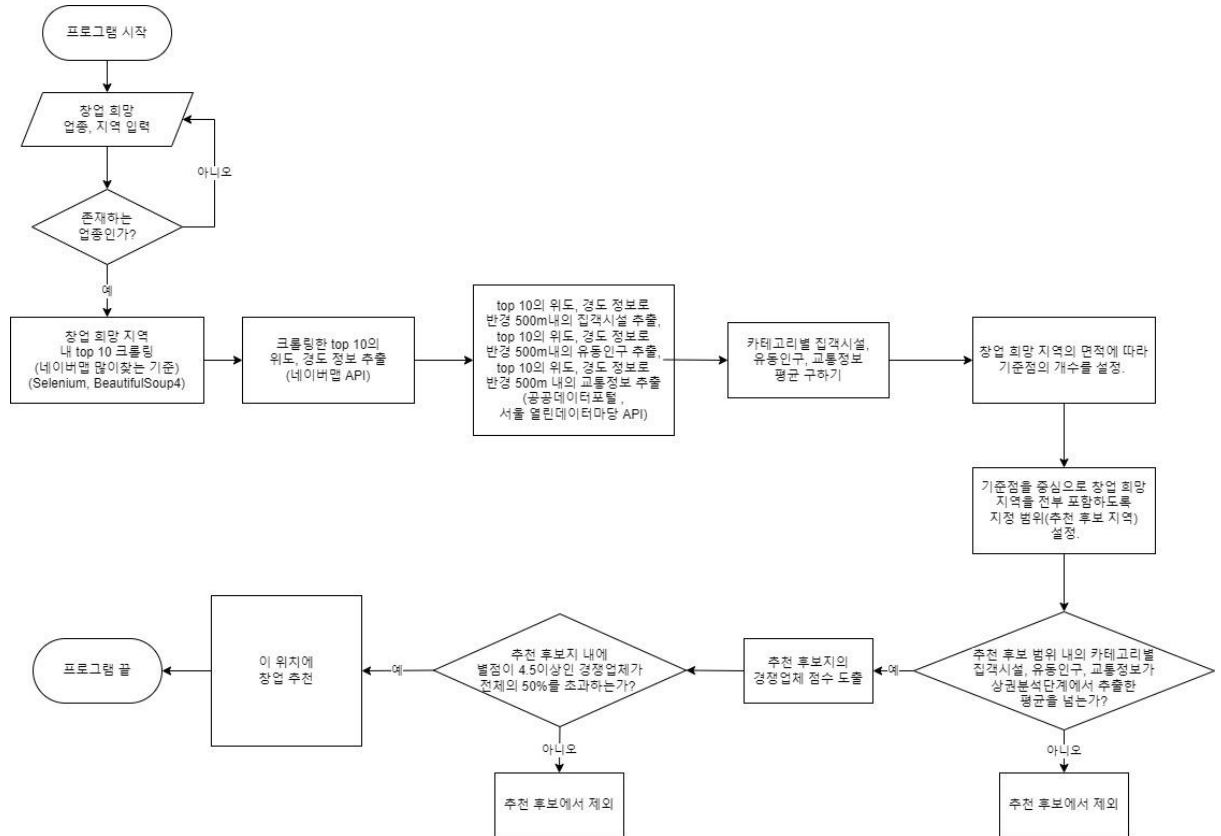 프로그램 시작
창업 희망
업종, 지역 입력
아니오
존재하는
업종인가?
예
창업 희망 지역
내 top 10 크롤링
(네이버맵 많이찾는 기준)
(Selenium, BeautifulSoup4)
크롤링한 top 10의
위도, 경도 정보 추출
(네이버맵 API)
top 10의 위도, 경도 정보로
반경 500m내의 집객시설 추출,
top 10의 위도, 경도 정보로
반경 500m내의 유동인구 추출,
top 10의 위도, 경도 정보로
반경 500m 내의 교통정보 추출
(공공데이터포털 ,
서울 열린데이터마당 API)
카테고리별 집객시설,
유동인구, 교통정보
평균 구하기
창업 희망 지역의 면적에 따라
기준점의 개수를 설정.
기준점을 중심으로 창업 희망
지역을 전부 포함하도록
지정 범위(추천 후보 지역)
설정.
추천 후보 범위 내의 카테고리별
집객시설, 유동인구, 교통정보가
상권분석단계에서 추출한
평균을 넘는가?
예
아니오
추천 후보에서 제외
추천 후보지의
경쟁업체 점수 도출
추천 후보지 내에
별점이 4.5이상인 경쟁업체가
전체의 50%를 초과하는가?
예
아니오
추천 후보에서 제외
이 위치에
창업 추천
프로그램 끝